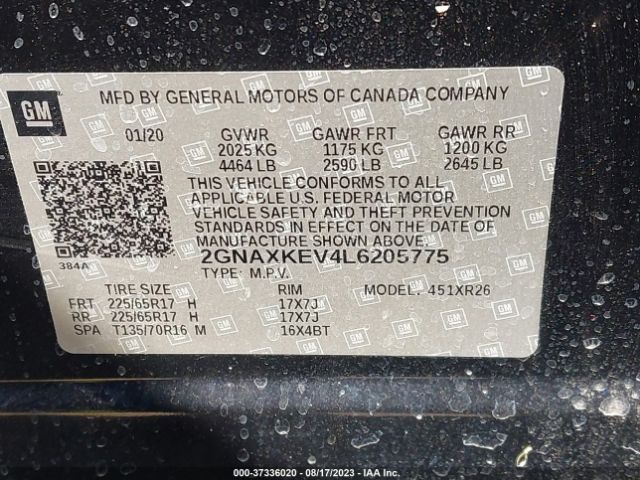 GM
MFD BY GENERAL MOTORS OF CANADA COMPANY
01/20 GVWR GAWR FRT GAWR RR
2025 KG 1175 KG 1200 KG
4464 LB 2590 LB 2645 LB
THIS VEHICLE CONFORMS TO ALL
APPLICABLE U.S. FEDERAL MOTOR
VEHICLE SAFETY AND THEFT PREVENTION
STANDARDS IN EFFECT ON THE DATE OF
MANUFACTURE SHOWN ABOVE.
384A 2GNAXKEV4L6205775
TYPE: M.P.V.
TIRE SIZE RIM MODEL: 451XR26
FRT 225/65R17 H 17X7J
RR 225/65R17 H 17X7J
SPA T135/70R16 M 16X4BT
000-37336020 - 08/17/2023 - IAA Inc.